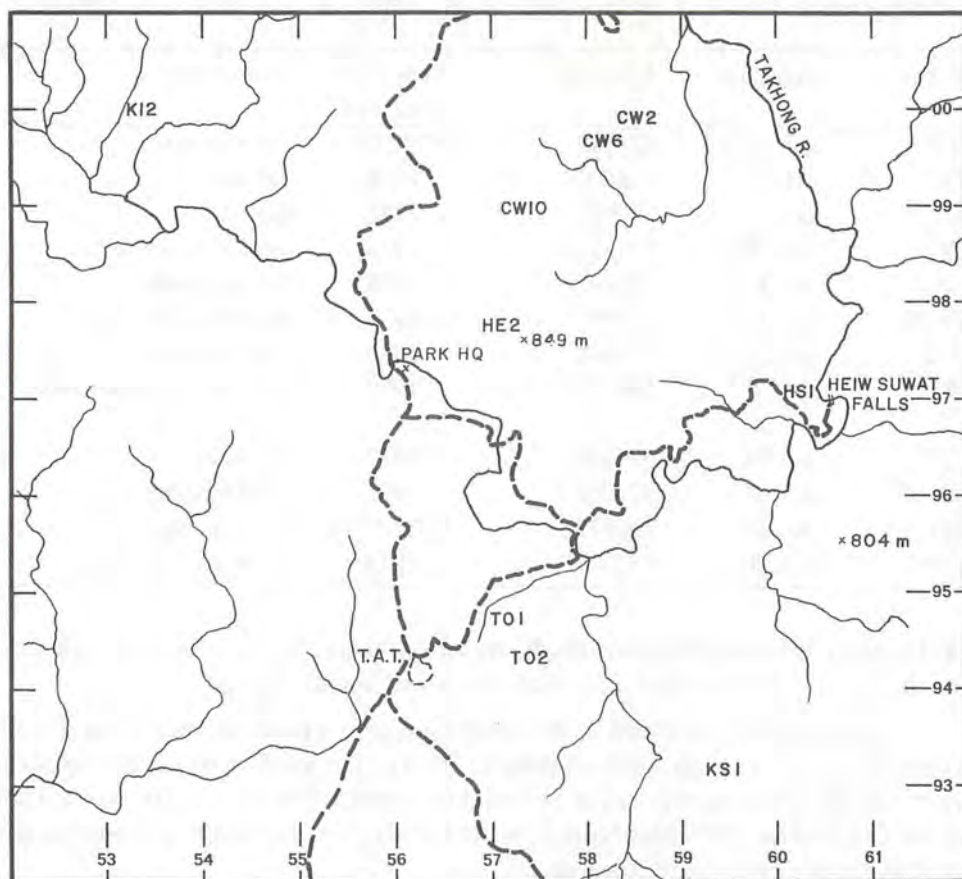 00
99
98
97
96
95
94
93
53
54
55
56
57
58
59
60
61
TAKHONG R.
K12
CW2
CW6
CW10
HE2
×849 m
PARK HQ
HS1
HEIW SUWAT
FALLS
×804 m
TO1
TO2
T.A.T.
KS1